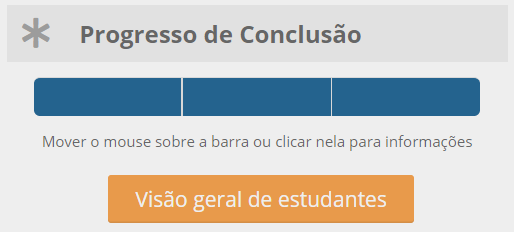 Progresso de Conclusão
Mover o mouse sobre a barra ou clicar nela para informações
Visão geral de estudantes